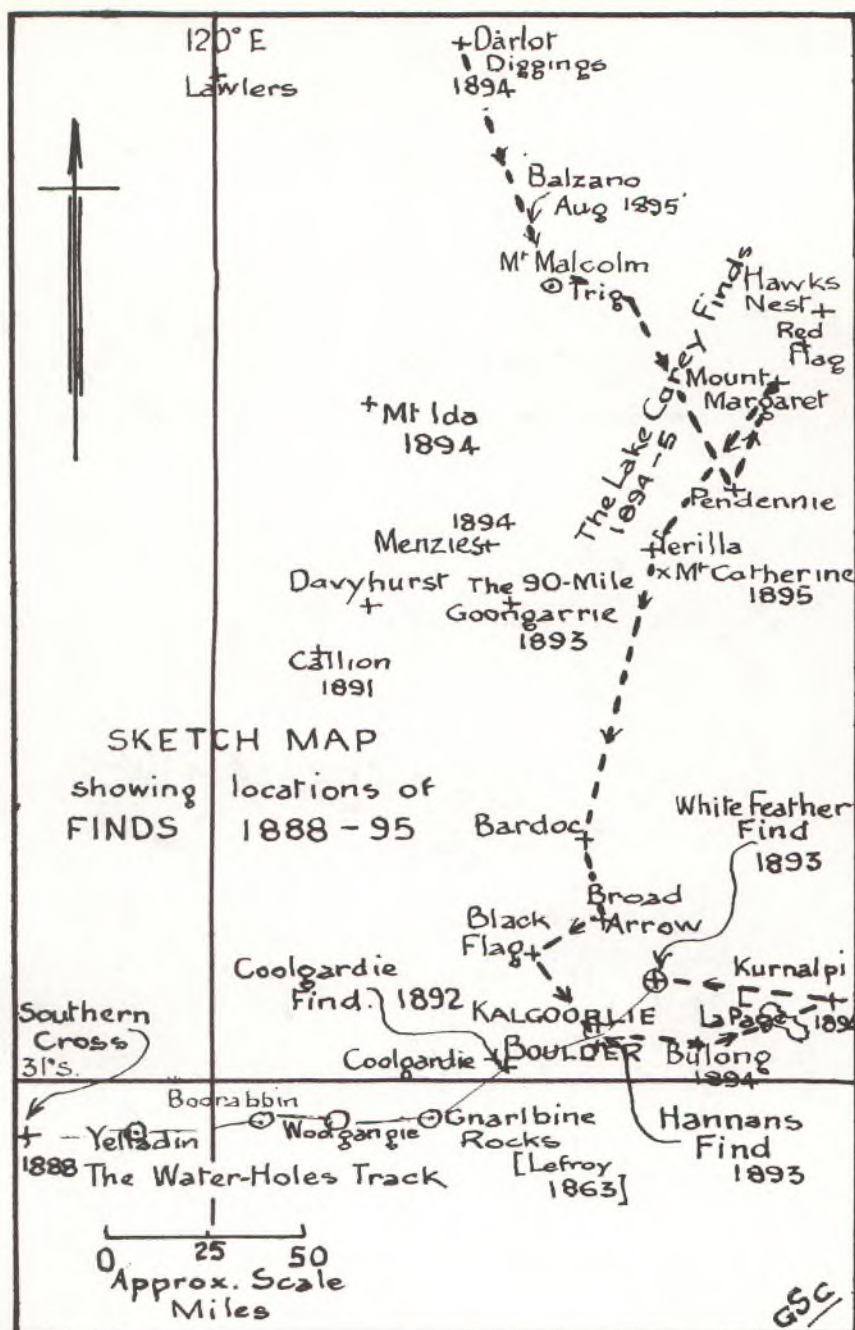 120° E
Lawlers
Darlot
Diggings
1894
Balzano
Aug 1895
Mt Malcolm
Trig
The Lake Carey Finds
1894-5
Hawks
Nest
Red
Flag
Mount
Margaret
Mt Ida
1894
Pendennie
1894
Menzies
Yerilla
Mt Catherine
1895
Davyhurst
The 90-Mile
Goongarrie
1893
Callion
1891
SKETCH MAP
showing locations of
FINDS 1888-95
White Feather
Find
1893
Bardoc
Broad
Arrow
Black
Flag
Coolgardie
Find. 1892
Kurnalpi
La Page
KALGOORLIE
BOULDER
Bulong
1894
Southern
Cross
31°S.
Coolgardie
Boorabbin
Woolgangie
Gnarlbine
Rocks
[Lefroy
1863]
Hannans
Find
1893
Yelladin
1888
The Water-Holes Track
0 25 50
Approx. Scale
Miles
GSC